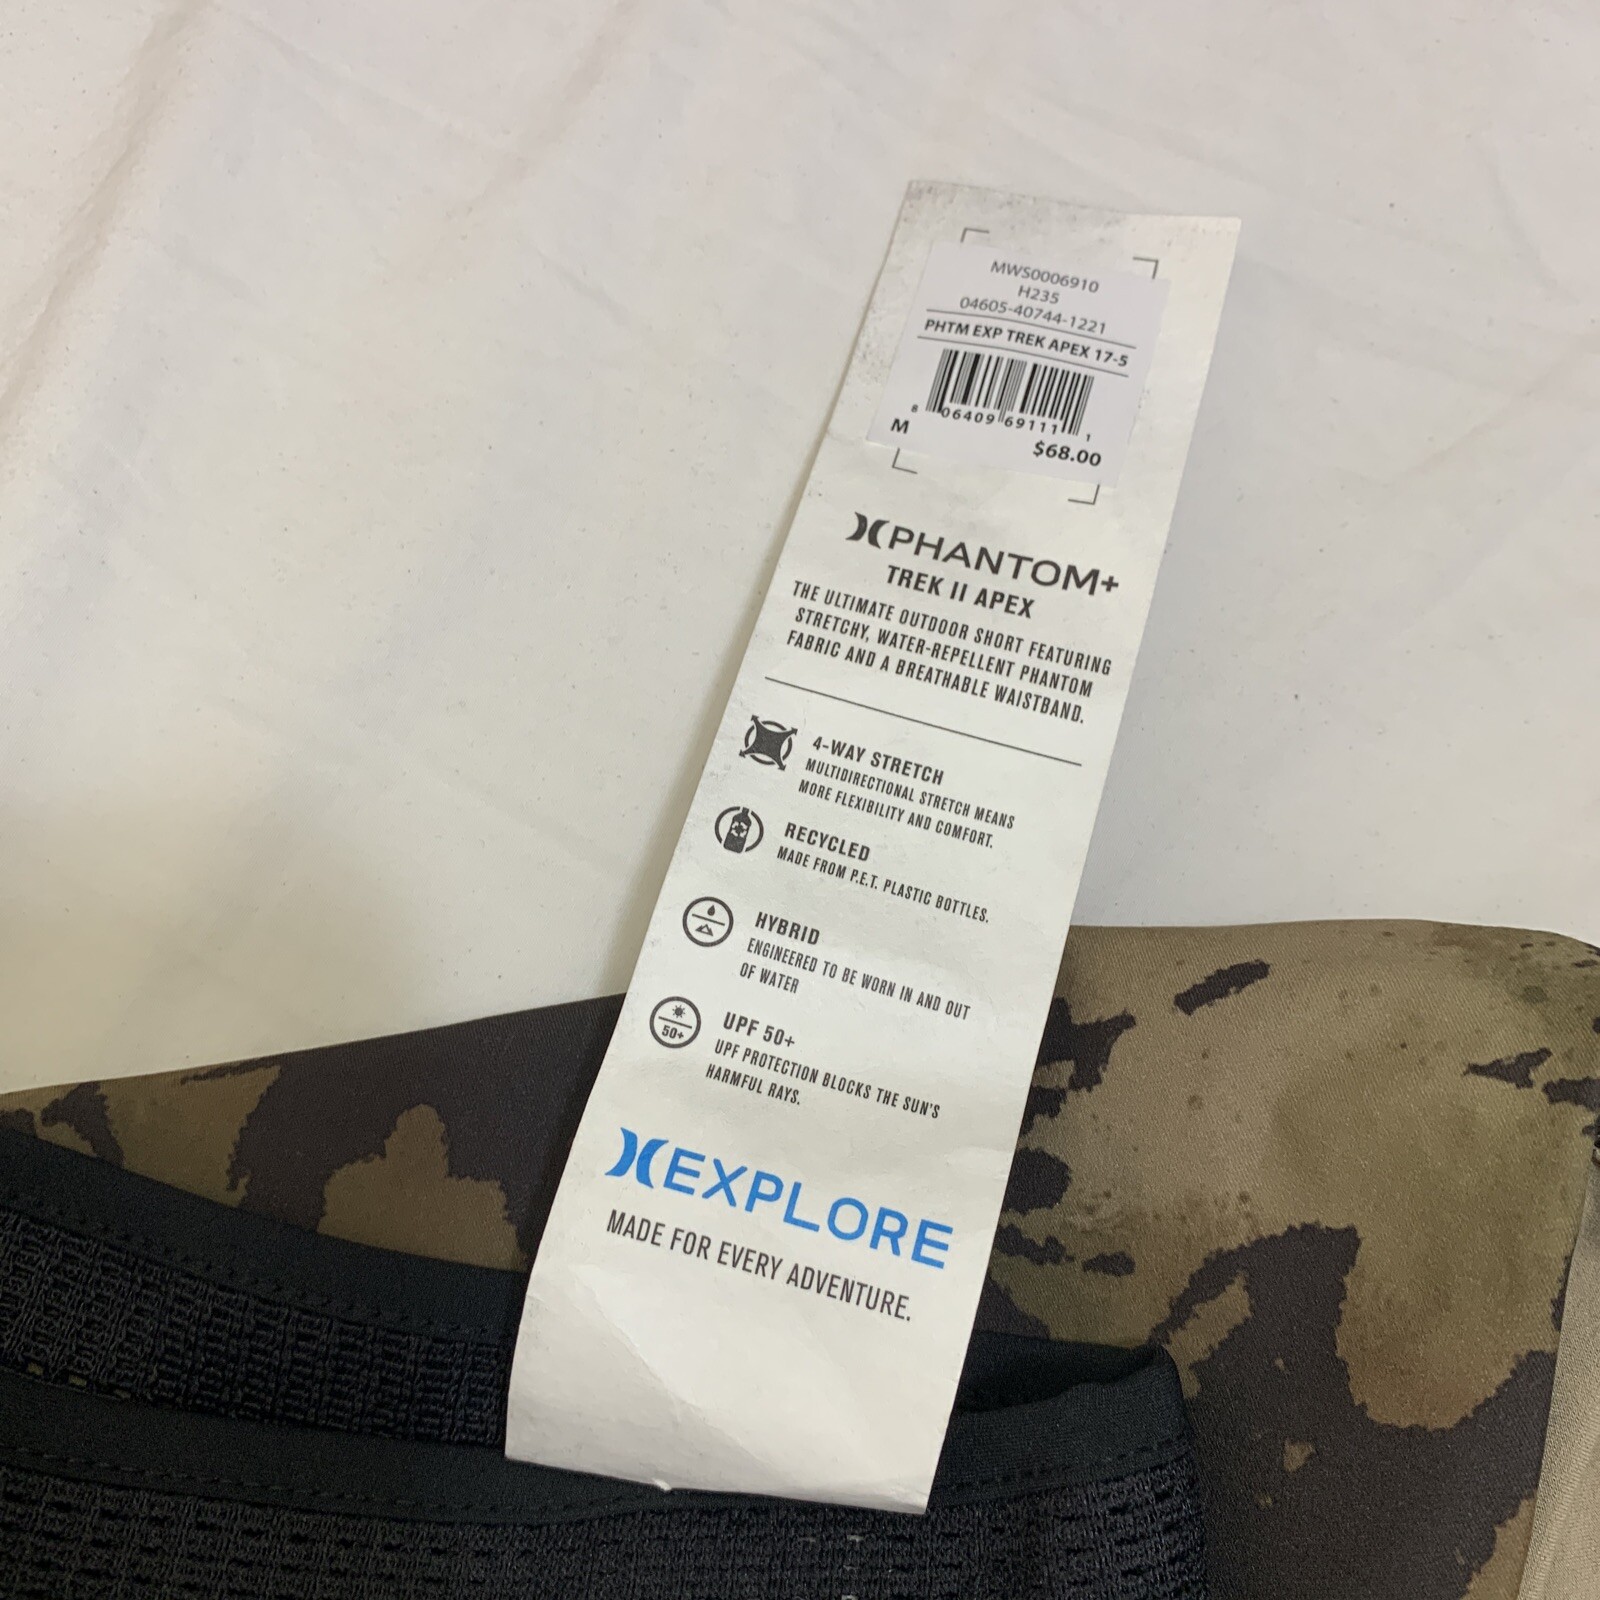 MWS0006910
H235
04605-40744-1221
PHTM EXP TREK APEX 17-5
8 06409 69111 1
M
$68.00
PHANTOM+
TREK II APEX
THE ULTIMATE OUTDOOR SHORT FEATURING
STRETCHY, WATER-REPELLENT PHANTOM
FABRIC AND A BREATHABLE WAISTBAND.
4-WAY STRETCH
MULTIDIRECTIONAL STRETCH MEANS
MORE FLEXIBILITY AND COMFORT.
RECYCLED
MADE FROM P.E.T. PLASTIC BOTTLES.
HYBRID
ENGINEERED TO BE WORN IN AND OUT
OF WATER
50+
UPF 50+
UPF PROTECTION BLOCKS THE SUN'S
HARMFUL RAYS.
EXPLORE
MADE FOR EVERY ADVENTURE.